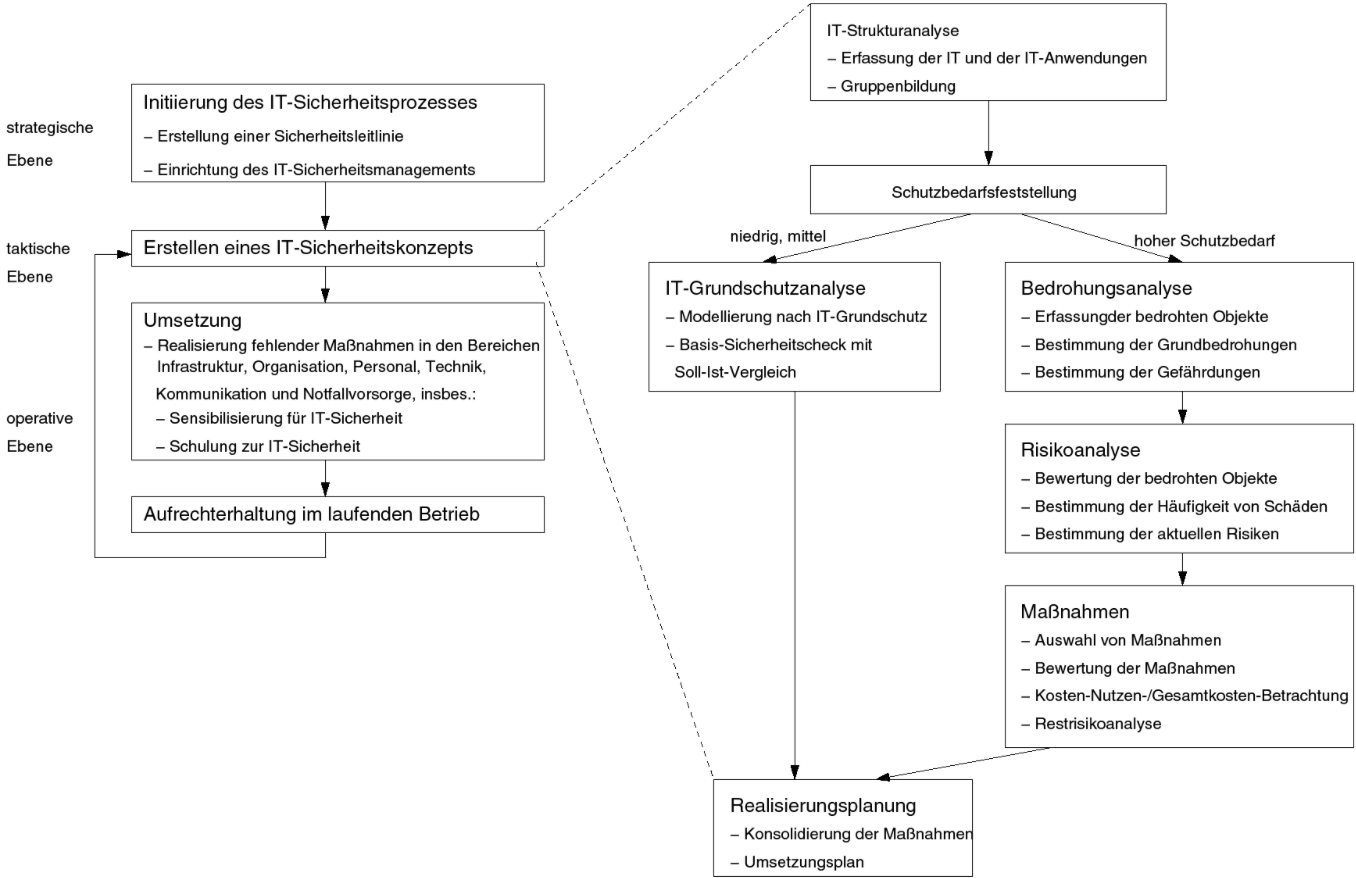 strategische
Ebene
Initiierung des IT-Sicherheitsprozesses
– Erstellung einer Sicherheitsleitlinie
– Einrichtung des IT-Sicherheitsmanagements
taktische
Ebene
Erstellen eines IT-Sicherheitskonzepts
operative
Ebene
Umsetzung
– Realisierung fehlender Maßnahmen in den Bereichen
Infrastruktur, Organisation, Personal, Technik,
Kommunikation und Notfallvorsorge, insbes.:
– Sensibilisierung für IT-Sicherheit
– Schulung zur IT-Sicherheit
Aufrechterhaltung im laufenden Betrieb
IT-Strukturanalyse
– Erfassung der IT und der IT-Anwendungen
– Gruppenbildung
Schutzbedarfsfeststellung
niedrig, mittel
hoher Schutzbedarf
IT-Grundschutzanalyse
– Modellierung nach IT-Grundschutz
– Basis-Sicherheitscheck mit
Soll-Ist-Vergleich
Bedrohungsanalyse
– Erfassungder bedrohten Objekte
– Bestimmung der Grundbedrohungen
– Bestimmung der Gefährdungen
Risikoanalyse
– Bewertung der bedrohten Objekte
– Bestimmung der Häufigkeit von Schäden
– Bestimmung der aktuellen Risiken
Maßnahmen
– Auswahl von Maßnahmen
– Bewertung der Maßnahmen
– Kosten-Nutzen-/Gesamtkosten-Betrachtung
– Restrisikoanalyse
Realisierungsplanung
– Konsolidierung der Maßnahmen
– Umsetzungsplan